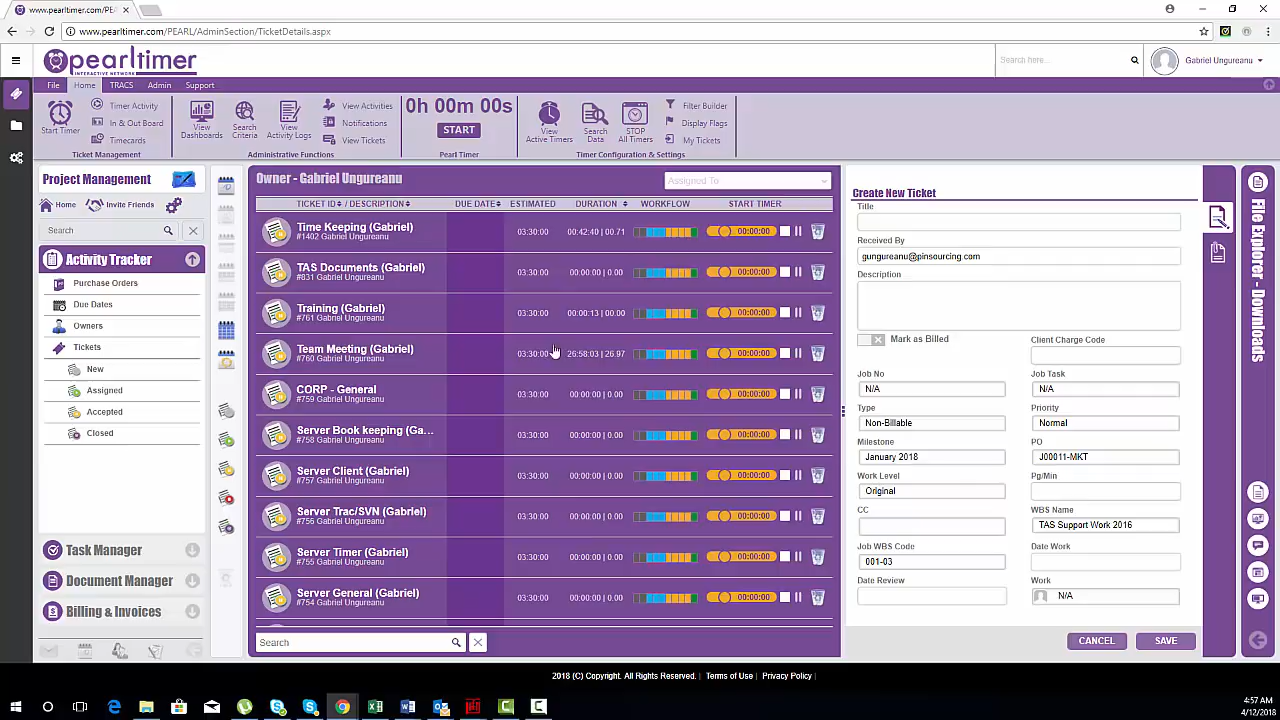 www.pearltimer.com/PEA
www.pearltimer.com/PEARL/AdminSection/TicketDetails.aspx
pearltimer
INTERACTIVE NETWORK
Search here...
Gabriel Ungureanu
File Home TRACS Admin Support
Start Timer
Timer Activity
In & Out Board
Timecards
Ticket Management
View Dashboards
Search Criteria
View Activity Logs
View Activities
Notifications
View Tickets
Administrative Functions
0h 00m 00s
START
Pearl Timer
View Active Timers
Search Data
STOP All Timers
Filter Builder
Display Flags
My Tickets
Timer Configuration & Settings
Project Management
Home Invite Friends
Search
Activity Tracker
Purchase Orders
Due Dates
Owners
Tickets
New
Assigned
Accepted
Closed
Task Manager
Document Manager
Billing & Invoices
Owner - Gabriel Ungureanu
Assigned To
TICKET ID / DESCRIPTION DUE DATE ESTIMATED DURATION WORKFLOW START TIMER
Time Keeping (Gabriel)
#1402 Gabriel Ungureanu
03:30:00 00:42:40 | 00.71 00:00:00
TAS Documents (Gabriel)
#831 Gabriel Ungureanu
03:30:00 00:00:00 | 0.00 00:00:00
Training (Gabriel)
#761 Gabriel Ungureanu
03:30:00 00:00:13 | 00.00 00:00:00
Team Meeting (Gabriel)
#760 Gabriel Ungureanu
03:30:00 26:58:03 | 26.97 00:00:00
CORP - General
#759 Gabriel Ungureanu
03:30:00 00:00:00 | 0.00 00:00:00
Server Book keeping (Ga...
#758 Gabriel Ungureanu
03:30:00 00:00:00 | 0.00 00:00:00
Server Client (Gabriel)
#757 Gabriel Ungureanu
03:30:00 00:00:00 | 0.00 00:00:00
Server Trac/SVN (Gabriel)
#756 Gabriel Ungureanu
03:30:00 00:00:00 | 0.00 00:00:00
Server Timer (Gabriel)
#755 Gabriel Ungureanu
03:30:00 00:00:00 | 0.00 00:00:00
Server General (Gabriel)
#754 Gabriel Ungureanu
03:30:00 00:00:00 | 0.00 00:00:00
Search
Create New Ticket
Title
Received By
gungureanu@pinsourcing.com
Description
Mark as Billed
Client Charge Code
Job No Job Task
N/A N/A
Type Priority
Non-Billable Normal
Milestone PO
January 2018 J00011-MKT
Work Level Pg/Min
Original
CC WBS Name
TAS Support Work 2016
Job WBS Code Date Work
001-03
Date Review Work
N/A
CANCEL SAVE
File Explorer - Downloads
2018 (C) Copyright. All Rights Reserved. | Terms of Use | Privacy Policy |
4:57 AM
4/12/2018